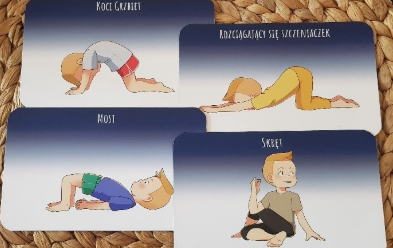 Koci Grzbiet
Rozciągający się szczeniaczek
Most
Skręt